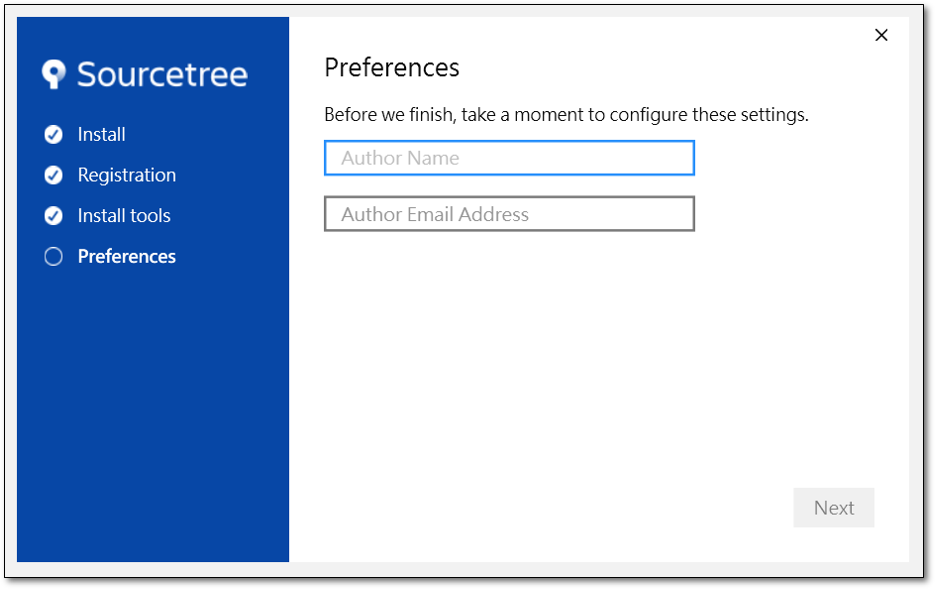 Sourcetree
Install
Registration
Install tools
Preferences
Preferences
Before we finish, take a moment to configure these settings.
Author Name
Author Email Address
Next